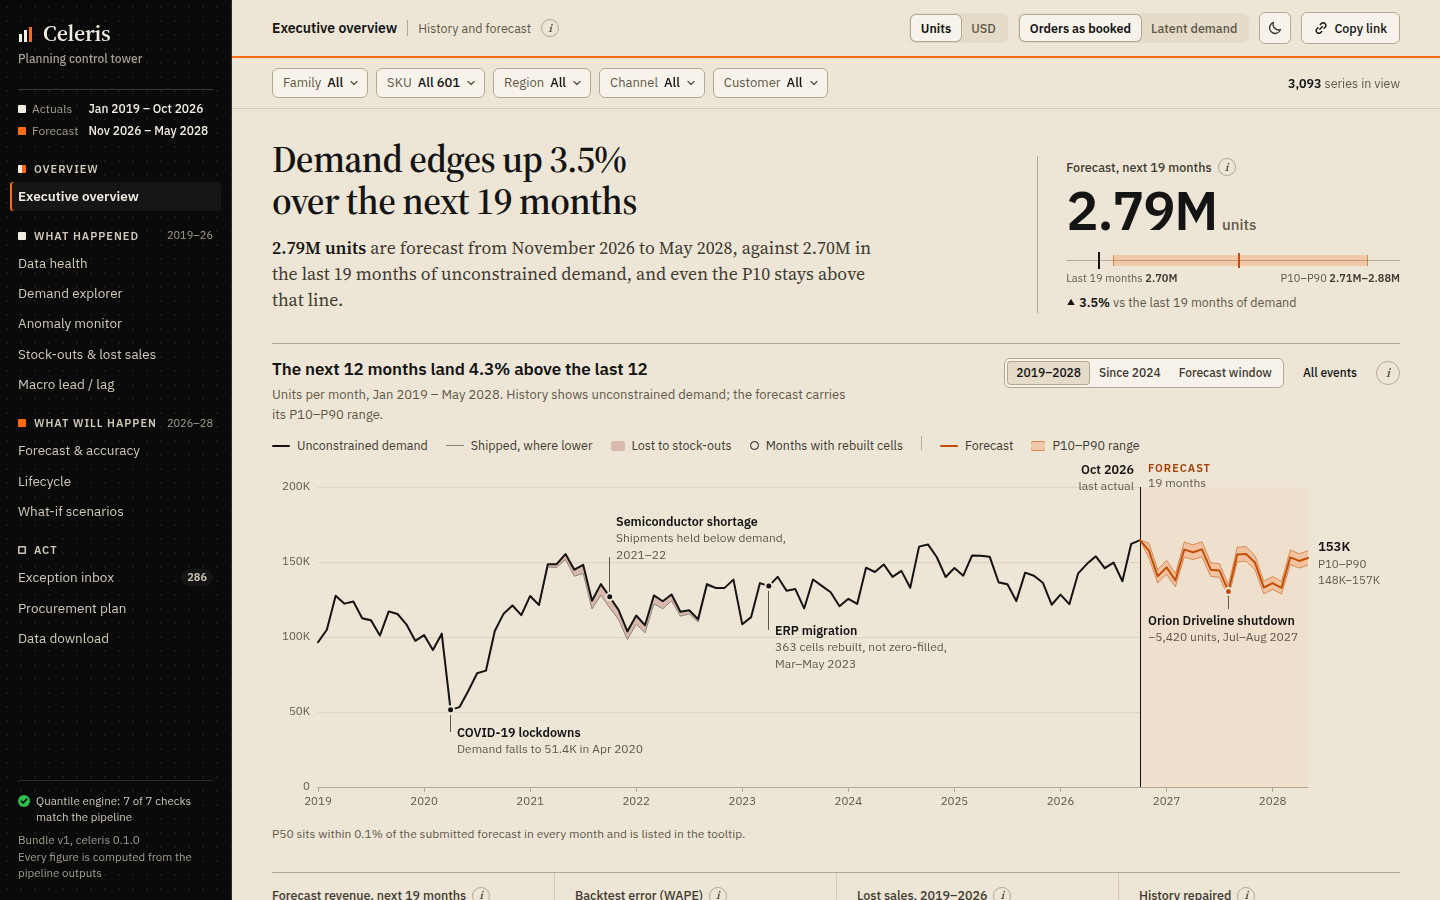 Celeris
Planning control tower
Actuals Jan 2019 – Oct 2026
Forecast Nov 2026 – May 2028
OVERVIEW
Executive overview
WHAT HAPPENED 2019–26
Data health
Demand explorer
Anomaly monitor
Stock-outs & lost sales
Macro lead / lag
WHAT WILL HAPPEN 2026–28
Forecast & accuracy
Lifecycle
What-if scenarios
ACT
Exception inbox 286
Procurement plan
Data download
Quantile engine: 7 of 7 checks
match the pipeline
Bundle v1, celeris 0.1.0
Every figure is computed from the
pipeline outputs
Executive overview History and forecast i
Units USD Orders as booked Latent demand Copy link
Family All SKU All 601 Region All Channel All Customer All 3,093 series in view
Demand edges up 3.5%
over the next 19 months
2.79M units are forecast from November 2026 to May 2028, against 2.70M in
the last 19 months of unconstrained demand, and even the P10 stays above
that line.
Forecast, next 19 months i
2.79M units
Last 19 months 2.70M P10–P90 2.71M–2.88M
▲ 3.5% vs the last 19 months of demand
The next 12 months land 4.3% above the last 12
2019–2028 Since 2024 Forecast window All events i
Units per month, Jan 2019 – May 2028. History shows unconstrained demand; the forecast carries
its P10–P90 range.
Unconstrained demand Shipped, where lower Lost to stock-outs Months with rebuilt cells Forecast P10–P90 range
Oct 2026
last actual
FORECAST
19 months
200K
150K
100K
50K
0
Semiconductor shortage
Shipments held below demand,
2021–22
ERP migration
363 cells rebuilt, not zero-filled,
Mar–May 2023
COVID-19 lockdowns
Demand falls to 51.4K in Apr 2020
153K
P10–P90
148K–157K
Orion Driveline shutdown
−5,420 units, Jul–Aug 2027
2019 2020 2021 2022 2023 2024 2025 2026 2027 2028
P50 sits within 0.1% of the submitted forecast in every month and is listed in the tooltip.
Forecast revenue, next 19 months i Backtest error (WAPE) i Lost sales, 2019–2026 i History repaired i